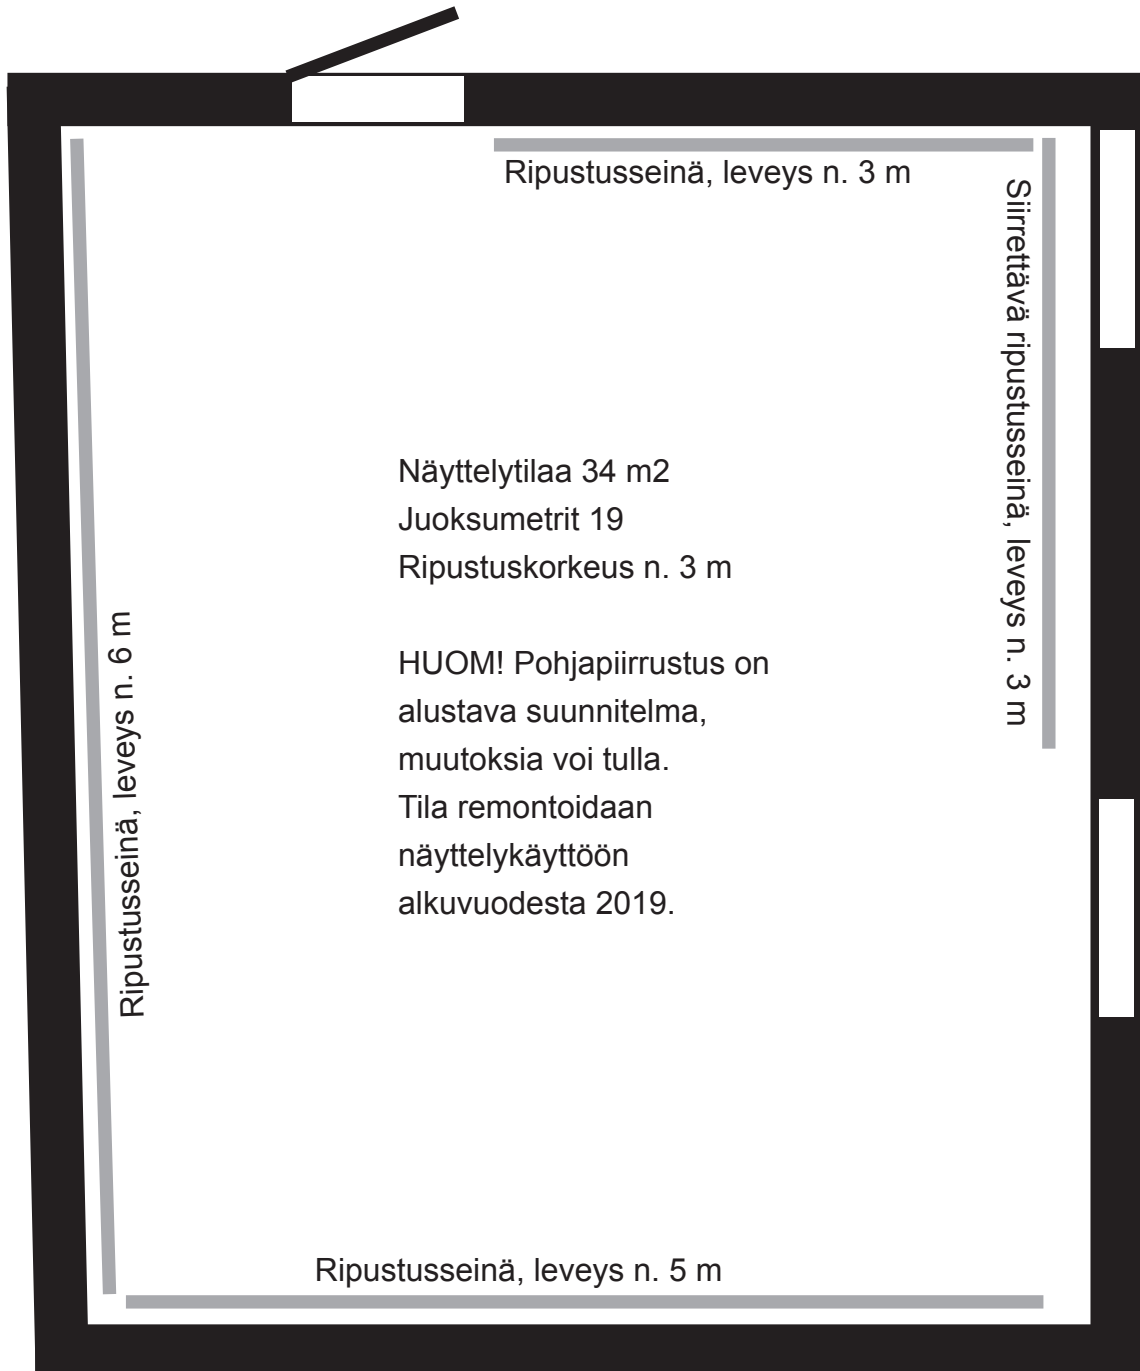 Ripustusseinä, leveys n. 3 m
Siirrettävä ripustusseinä, leveys n. 3 m
Näyttelytilaa 34 m2
Juoksumetrit 19
Ripustuskorkeus n. 3 m
HUOM! Pohjapiirrustus on
alustava suunnitelma,
muutoksia voi tulla.
Tila remontoidaan
näyttelykäyttöön
alkuvuodesta 2019.
Ripustusseinä, leveys n. 6 m
Ripustusseinä, leveys n. 5 m